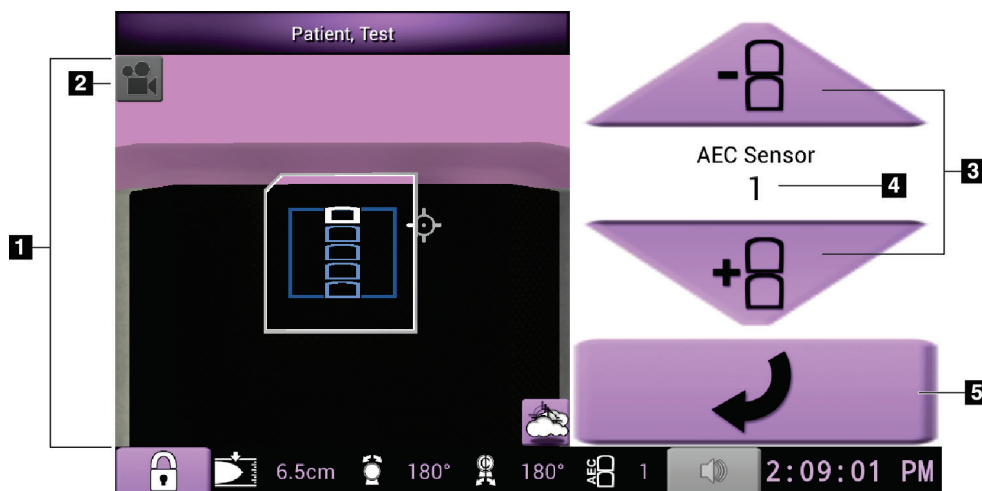 Patient, Test
1
2
-
AEC Sensor
1
3
4
+
5
6.5cm
180°
180°
AEC
1
2:09:01 PM